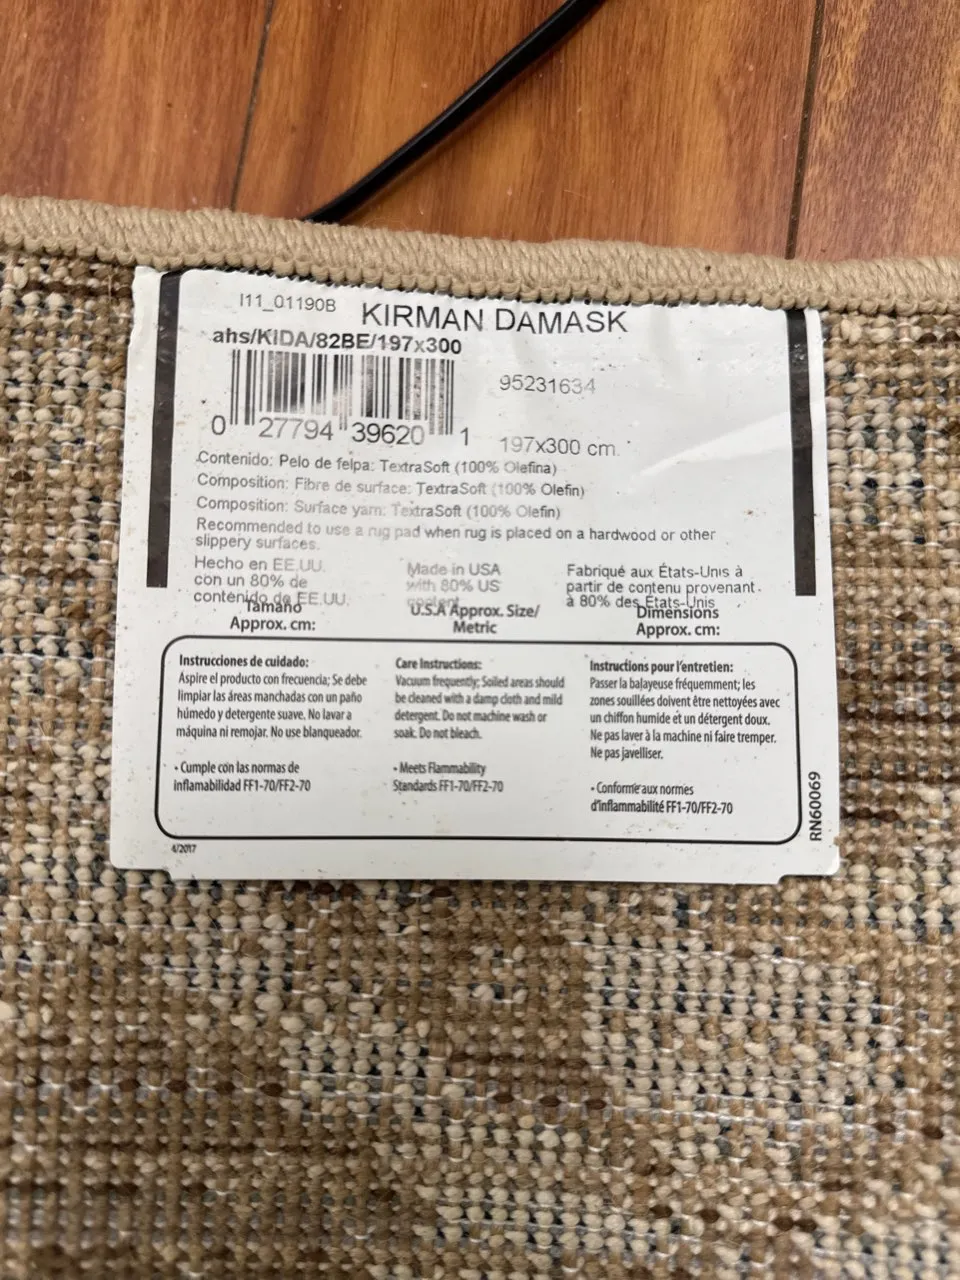 I11_01190B KIRMAN DAMASK
ahs/KIDA/82BE/197x300
95231634
0 27794 39620 1
197x300 cm.
Contenido: Pelo de felpa: TextraSoft (100% Olefina)
Composition: Fibre de surface: TextraSoft (100% Olefin)
Composition: Surface yarn: TextraSoft (100% Olefin)
Recommended to use a rug pad when rug is placed on a hardwood or other
slippery surfaces.
Hecho en EE.UU.
con un 80% de
contenido de EE.UU.
Made in USA
with 80% US
content
Fabriqué aux États-Unis à
partir de contenu provenant
à 80% des États-Unis
Tamaño
Approx. cm:
U.S.A Approx. Size/
Metric
Dimensions
Approx. cm:
Instrucciones de cuidado:
Aspire el producto con frecuencia; Se debe
limpiar las áreas manchadas con un paño
húmedo y detergente suave. No lavar a
máquina ni remojar. No use blanqueador.
• Cumple con las normas de
inflamabilidad FF1-70/FF2-70
Care Instructions:
Vacuum frequently; Soiled areas should
be cleaned with a damp cloth and mild
detergent. Do not machine wash or
soak. Do not bleach.
• Meets Flammability
Standards FF1-70/FF2-70
Instructions pour l'entretien:
Passer la balayeuse fréquemment; les
zones souillées doivent être nettoyées avec
un chiffon humide et un détergent doux.
Ne pas laver à la machine ni faire tremper.
Ne pas javelliser.
• Conforme aux normes
d'inflammabilité FF1-70/FF2-70
RN60069
4/2017